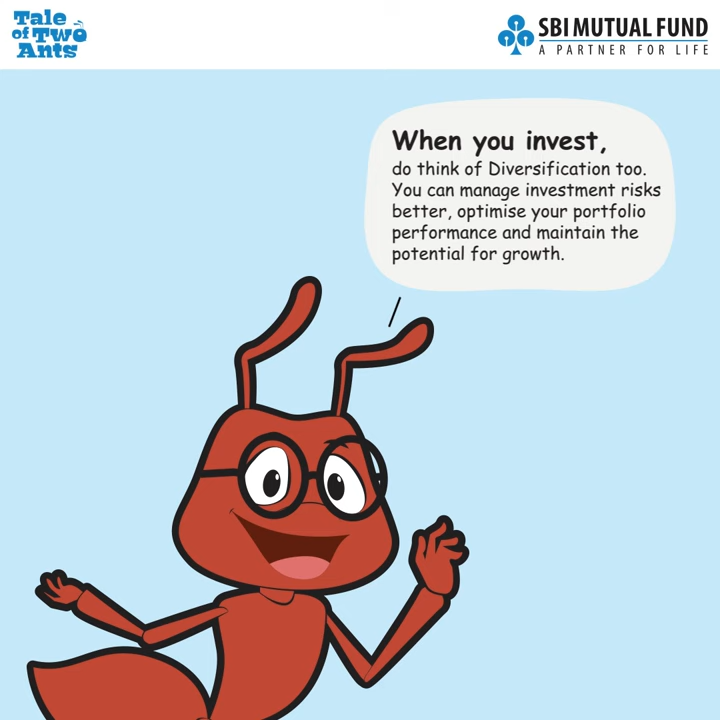 Tale
of Two
Ants
SBI MUTUAL FUND
A PARTNER FOR LIFE
When you invest,
do think of Diversification too.
You can manage investment risks
better, optimise your portfolio
performance and maintain the
potential for growth.